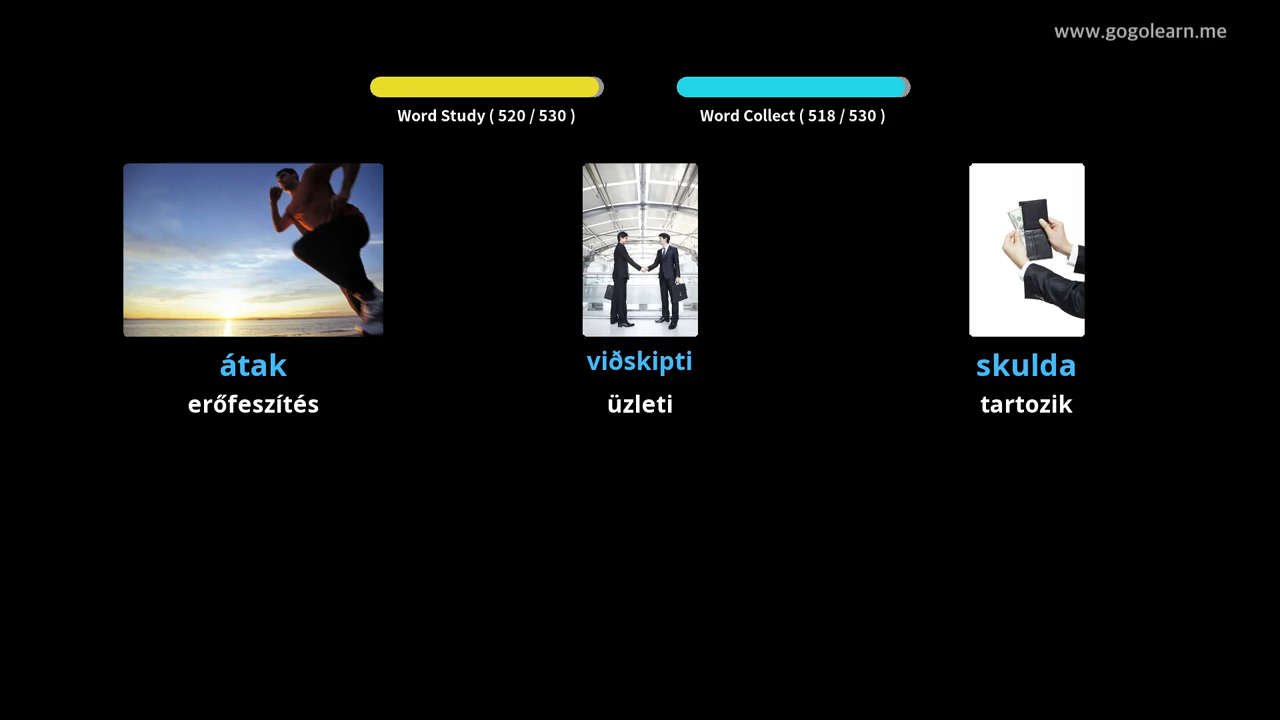 www.gogolearn.me
Word Study ( 520 / 530 )
Word Collect ( 518 / 530 )
átak
viðskipti
skulda
erőfeszítés
üzleti
tartozik